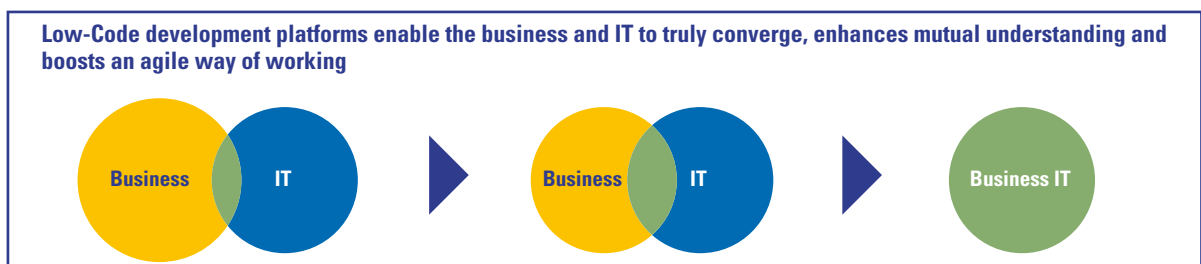 Low-Code development platforms enable the business and IT to truly converge, enhances mutual understanding and
boosts an agile way of working
Business IT Business IT Business IT